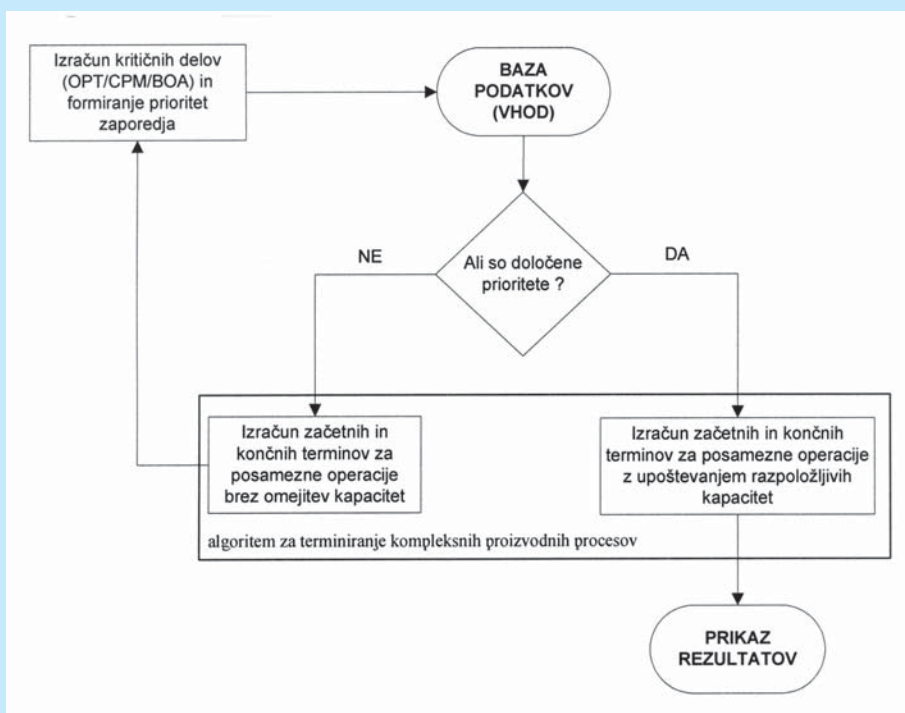 Izračun kritičnih delov
(OPT/CPM/BOA) in
formiranje prioritet
zaporedja
BAZA
PODATKOV
(VHOD)
NE
Ali so določene
prioritete ?
DA
Izračun začetnih in
končnih terminov za
posamezne operacije
brez omejitev kapacitet
Izračun začetnih in končnih
terminov za posamezne operacije
z upoštevanjem razpoložljivih
kapacitet
algoritem za terminiranje kompleksnih proizvodnih procesov
PRIKAZ
REZULTATOV